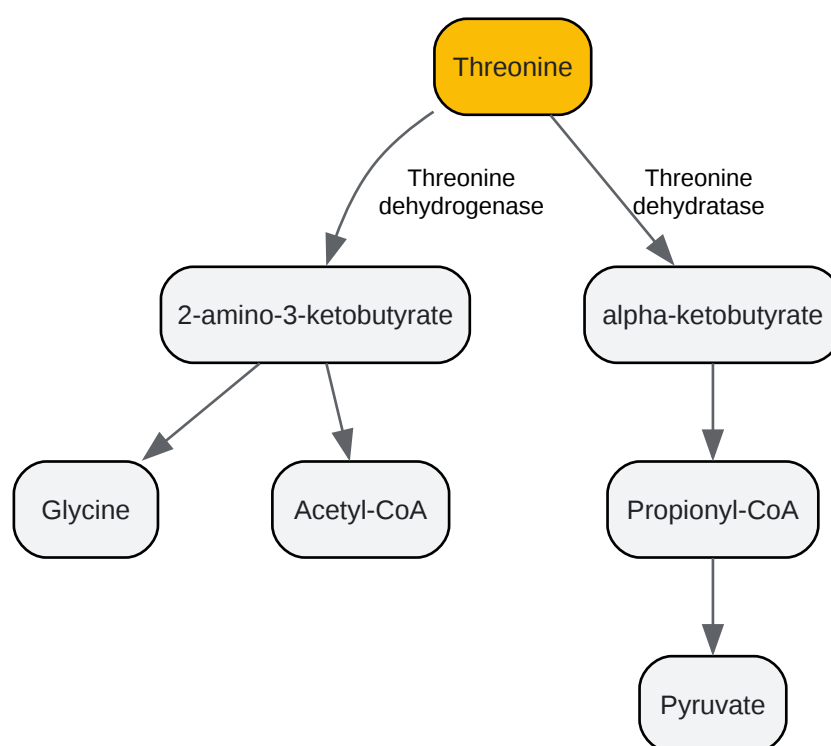 Threonine
Threonine
dehydrogenase
Threonine
dehydratase
2-amino-3-ketobutyrate
alpha-ketobutyrate
Glycine
Acetyl-CoA
Propionyl-CoA
Pyruvate